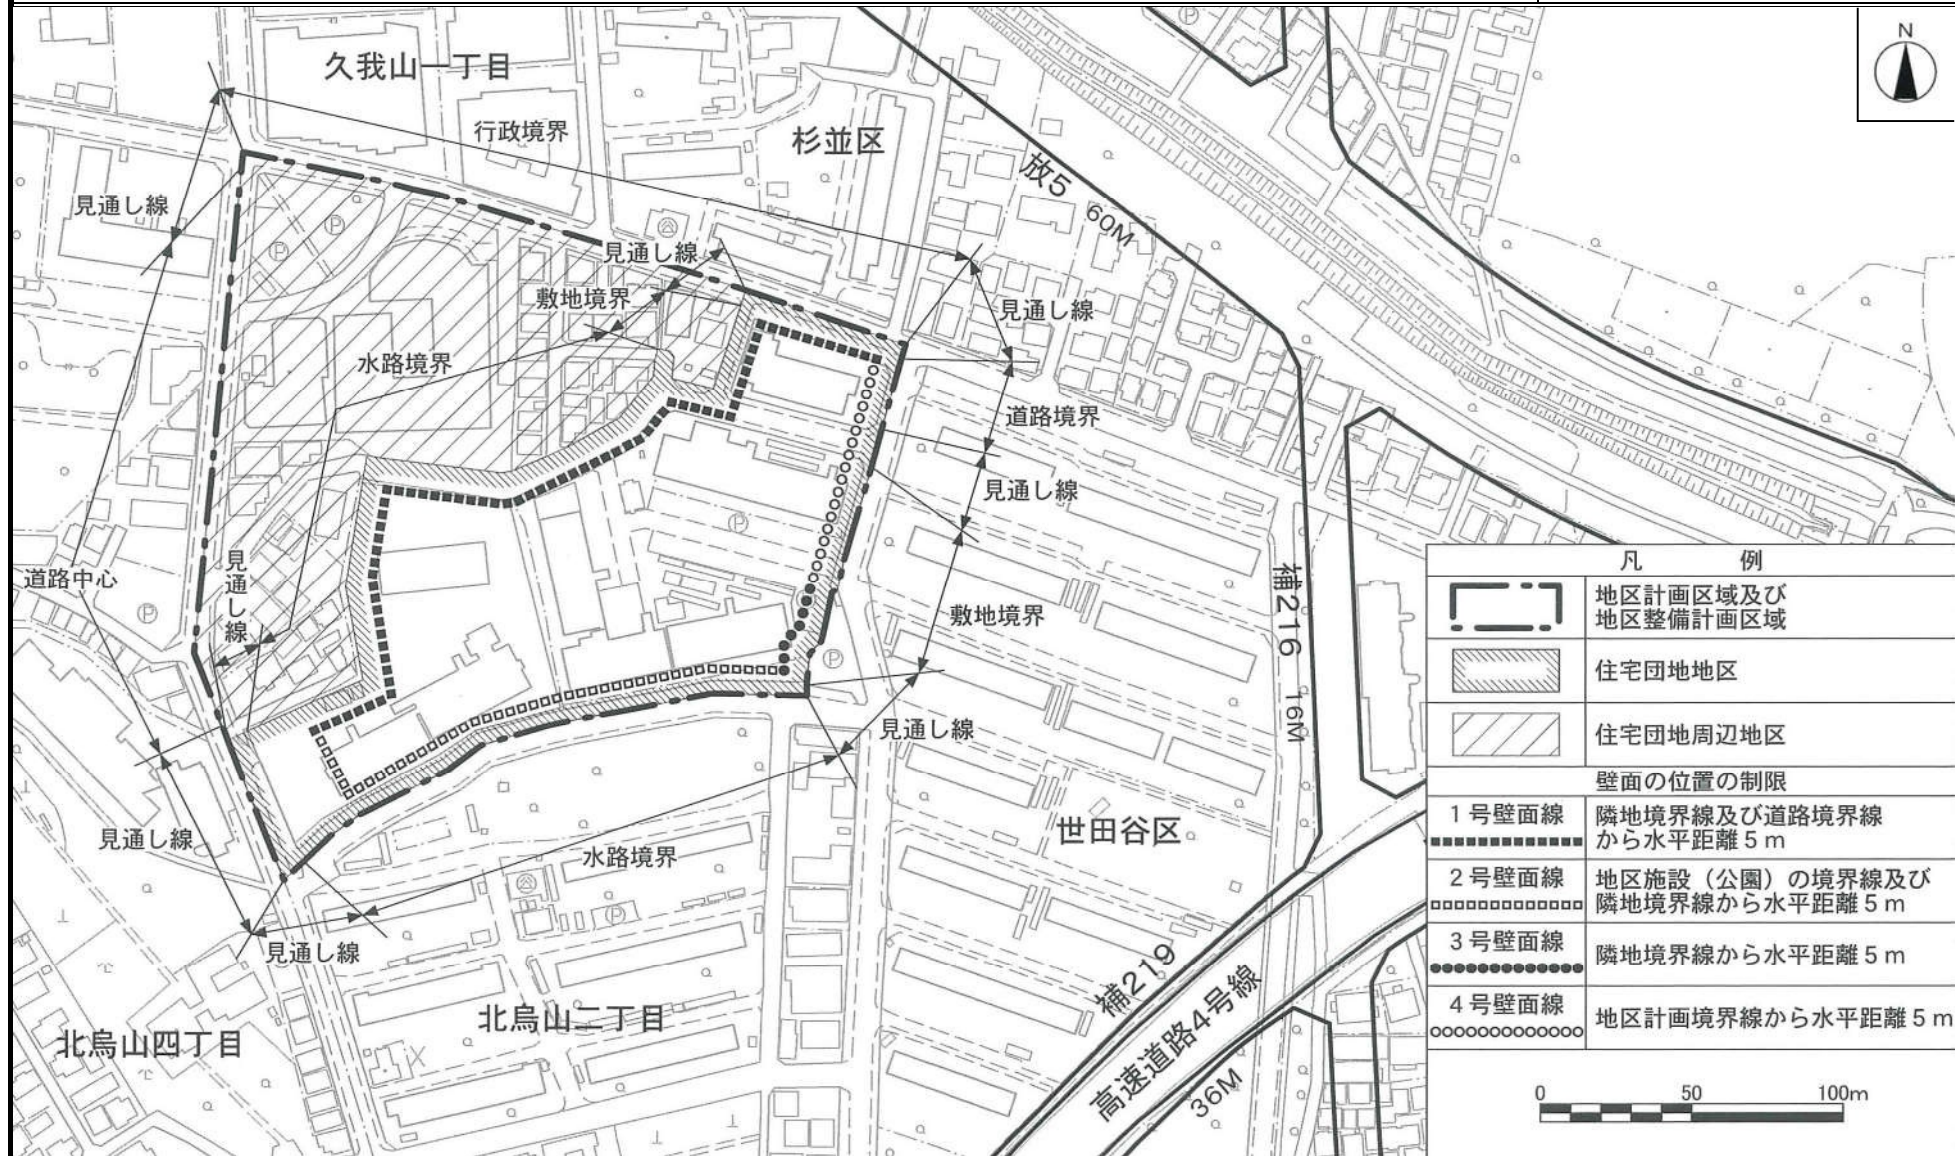 久我山一丁目
行政境界
杉並区
N
放5
60M
見通し線
見通し線
敷地境界
見通し線
水路境界
道路境界
見通し線
見通し線
道路中心
敷地境界
補216
16M
見通し線
見通し線
水路境界
世田谷区
見通し線
補219
高速道路4号線
36M
北烏山二丁目
北烏山四丁目
P
P
P
P
P
P
P
凡 例
地区計画区域及び
地区整備計画区域
住宅団地地区
住宅団地周辺地区
壁面の位置の制限
1号壁面線
隣地境界線及び道路境界線
から水平距離5m
2号壁面線
地区施設（公園）の境界線及び
隣地境界線から水平距離5m
3号壁面線
隣地境界線から水平距離5m
4号壁面線
地区計画境界線から水平距離5m
0 50 100m